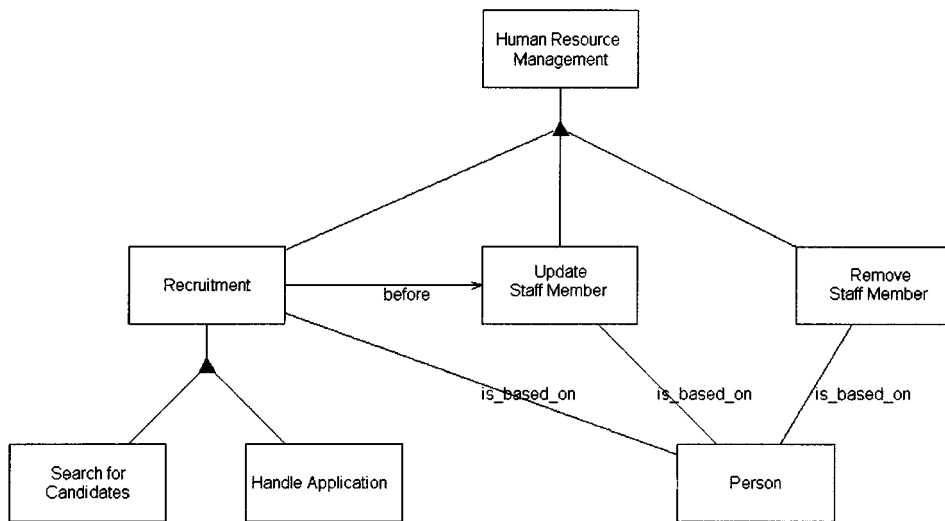 Human Resource
Management
Recruitment
before
Update
Staff Member
Remove
Staff Member
is_based_on
is_based_on
is_based_on
Search for
Candidates
Handle Application
Person